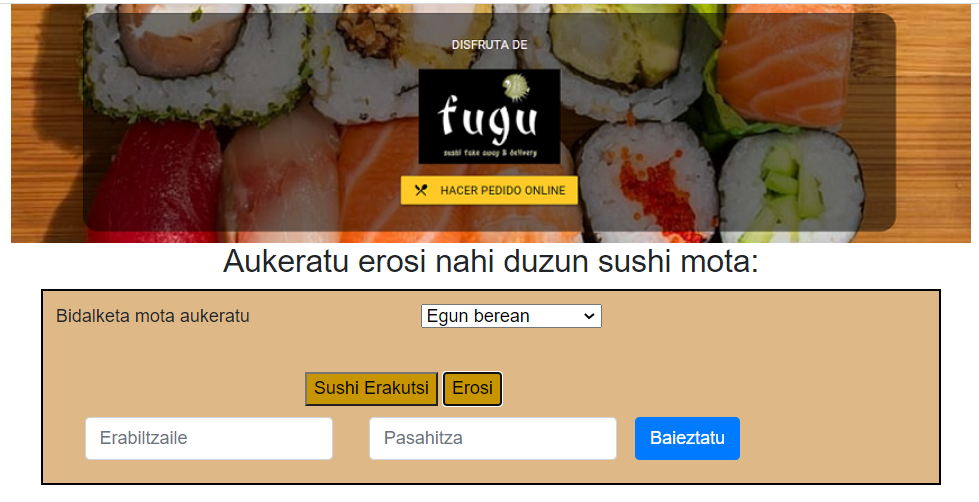 DISFRUTA DE
fugu
sushi take away & delivery
HACER PEDIDO ONLINE
Aukeratu erosi nahi duzun sushi mota:
Bidalketa mota aukeratu Egun berean
Sushi Erakutsi Erosi
Erabiltzaile Pasahitza Baieztatu